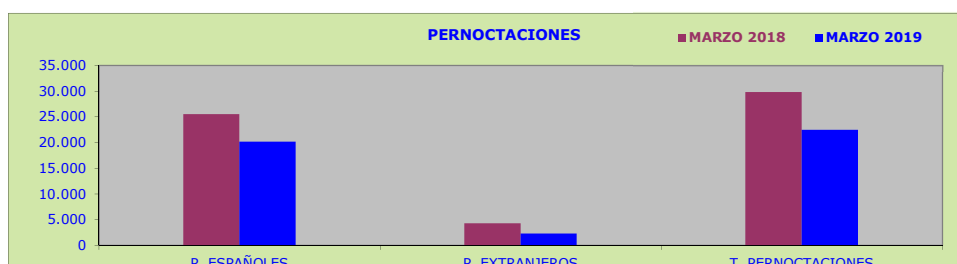 PERNOCTACIONES
MARZO 2018 MARZO 2019
35.000
30.000
25.000
20.000
15.000
10.000
5.000
0
P. ESPAÑOLES P. EXTRANJEROS T. PERNOCTACIONES